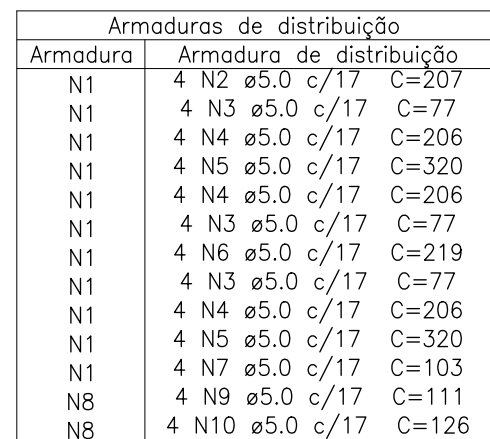 Armaduras de distribuição
Armadura Armadura de distribuição
N1 4 N2 ø5.0 c/17 C=207
N1 4 N3 ø5.0 c/17 C=77
N1 4 N4 ø5.0 c/17 C=206
N1 4 N5 ø5.0 c/17 C=320
N1 4 N4 ø5.0 c/17 C=206
N1 4 N3 ø5.0 c/17 C=77
N1 4 N6 ø5.0 c/17 C=219
N1 4 N3 ø5.0 c/17 C=77
N1 4 N4 ø5.0 c/17 C=206
N1 4 N5 ø5.0 c/17 C=320
N1 4 N7 ø5.0 c/17 C=103
N8 4 N9 ø5.0 c/17 C=111
N8 4 N10 ø5.0 c/17 C=126